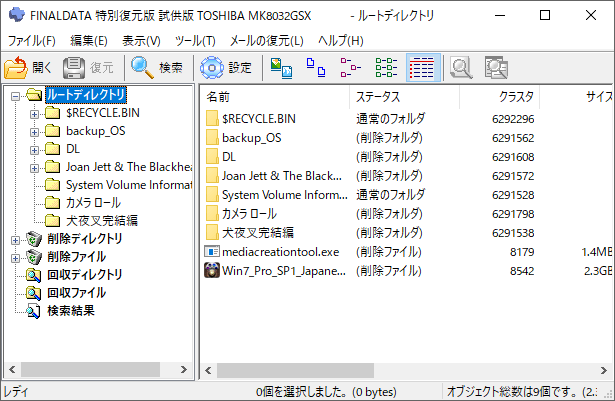 FINALDATA 特別復元版 試供版 TOSHIBA MK8032GSX - ルートディレクトリ
ファイル(F) 編集(E) 表示(V) ツール(T) メールの復元(L) ヘルプ(H)
開く 復元 検索 設定
ルートディレクトリ
$RECYCLE.BIN
backup_OS
DL
Joan Jett & The Blackhea
System Volume Informat
カメラロール
犬夜叉完結編
削除ディレクトリ
削除ファイル
回収ディレクトリ
回収ファイル
検索結果
名前 ステータス クラスタ サイズ
$RECYCLE.BIN 通常のフォルダ 6292296
backup_OS (削除フォルダ) 6291562
DL (削除フォルダ) 6291608
Joan Jett & The Blackhea... (削除フォルダ) 6291572
System Volume Inform... 通常のフォルダ 6291528
カメラロール (削除フォルダ) 6291798
犬夜叉完結編 (削除フォルダ) 6291538
mediacreationtool.exe (削除ファイル) 8179 1.4MB
Win7_Pro_SP1_Japane... (削除ファイル) 8542 2.3GB
レディ 0個を選択しました。(0 bytes) オブジェクト総数は9個です。(2.3